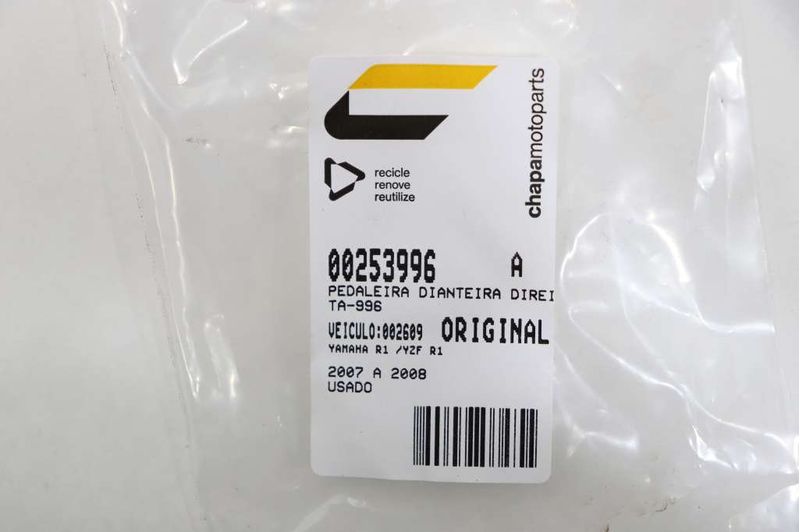 chapamotoparts
recicle
renove
reutilize
00253996 A
PEDALEIRA DIANTEIRA DIREI
TA-996
VEICULO:002609 ORIGINAL
YAMAHA R1 /YZF R1
2007 A 2008
USADO